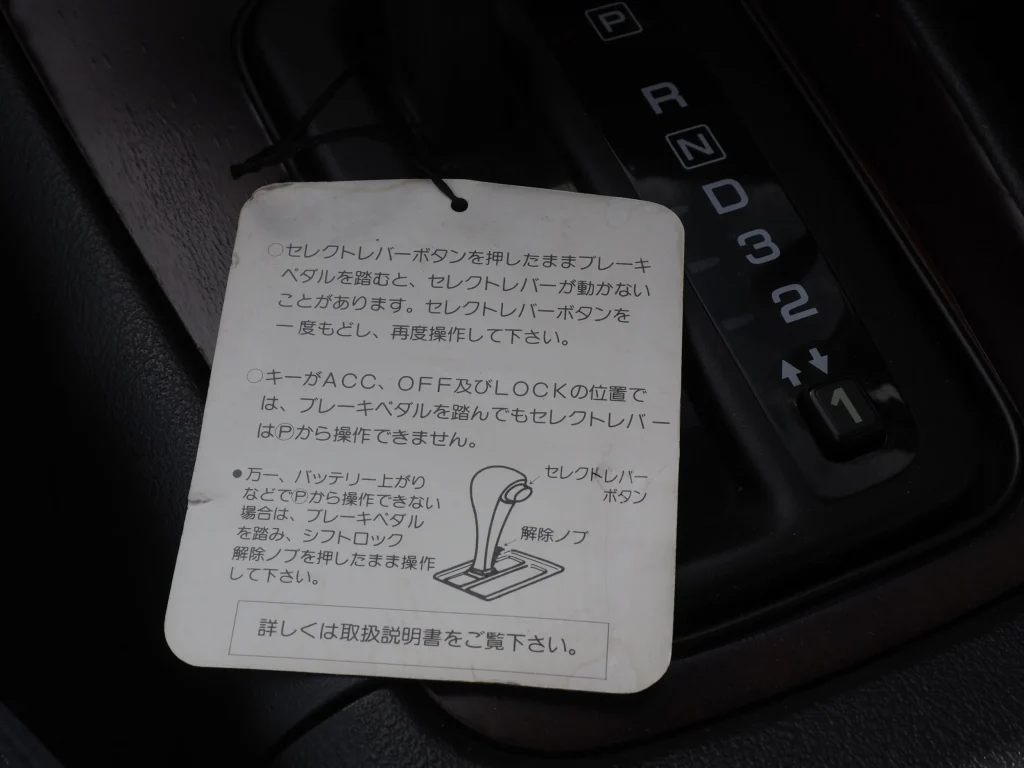 P
R
N
D
3
2
1
○セレクトレバーボタンを押したままブレーキ
ペダルを踏むと、セレクトレバーが動かない
ことがあります。セレクトレバーボタンを
一度もどし、再度操作して下さい。
○キーがACC、OFF及びLOCKの位置で
は、ブレーキペダルを踏んでもセレクトレバー
はⓅから操作できません。
●万一、バッテリー上がり
などでⓅから操作できない
場合は、ブレーキペダル
を踏み、シフトロック
解除ノブを押したまま操作
して下さい。
セレクトレバー
ボタン
解除ノブ
詳しくは取扱説明書をご覧下さい。